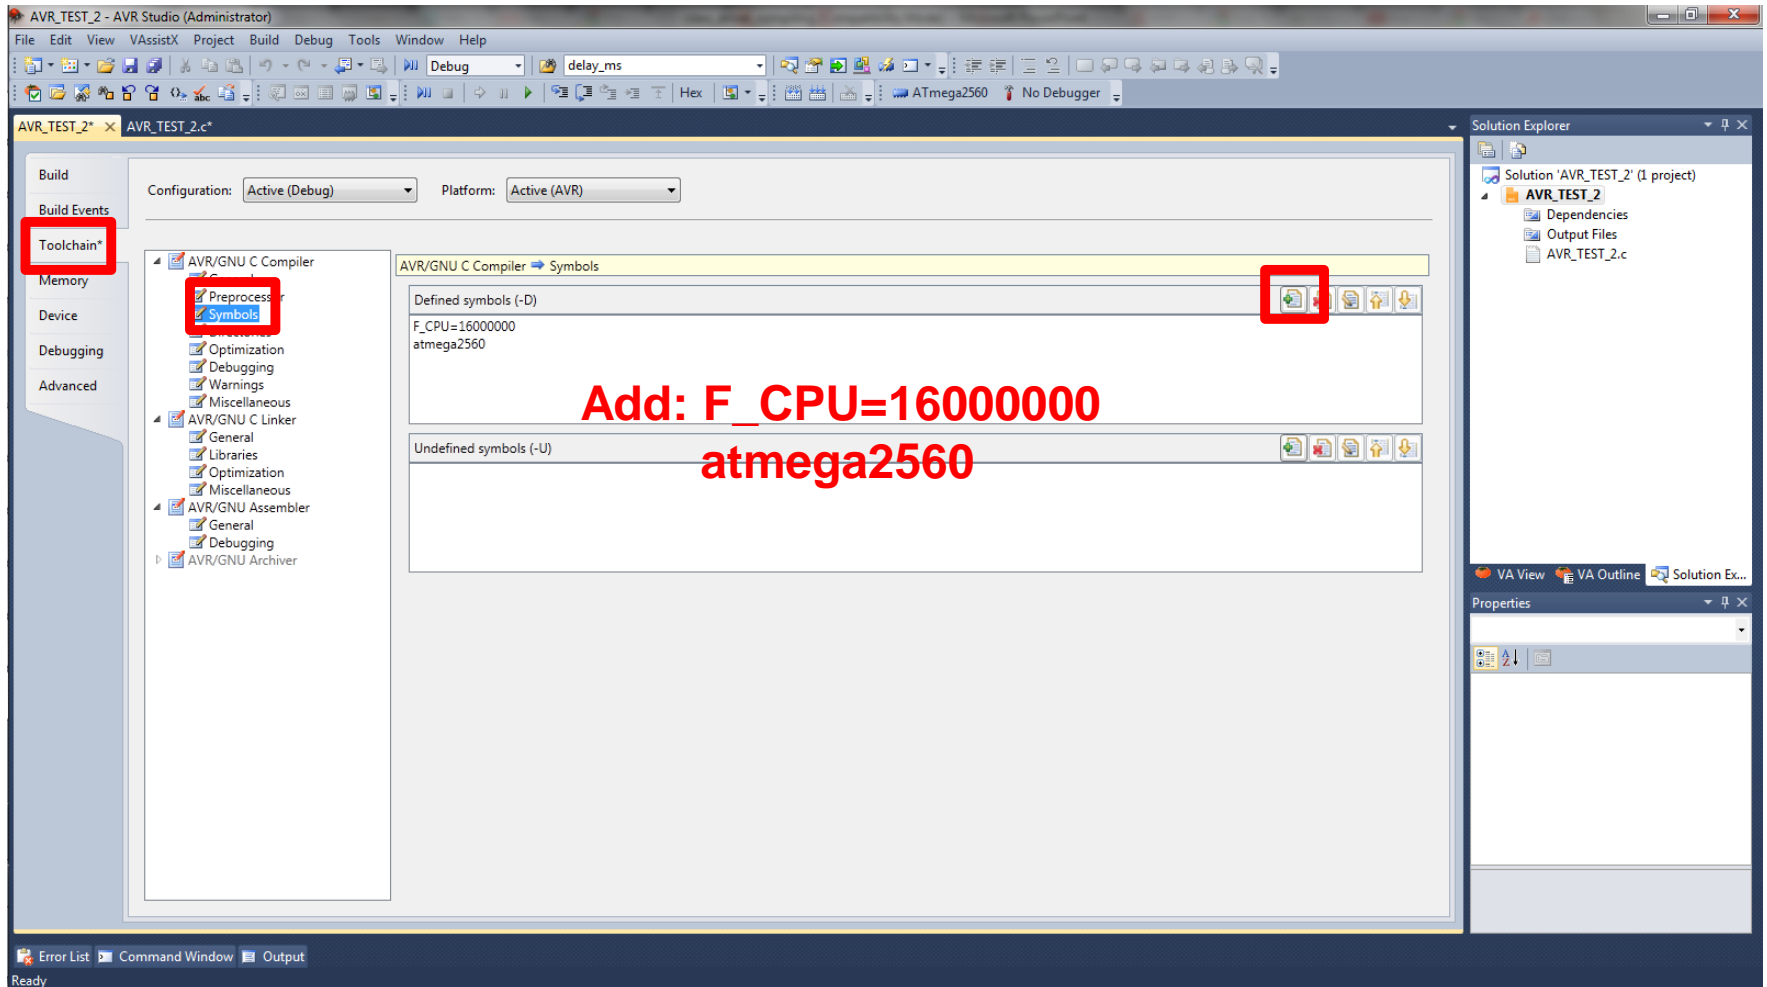 AVR_TEST_2 - AVR Studio (Administrator)
File Edit View VAssistX Project Build Debug Tools Window Help
Debug delay_ms
Hex ATmega2560 No Debugger
AVR_TEST_2* AVR_TEST_2.c*
Build
Build Events
Toolchain*
Memory
Device
Debugging
Advanced
Configuration: Active (Debug) Platform: Active (AVR)
AVR/GNU C Compiler
Preprocessor
Symbols
Optimization
Debugging
Warnings
Miscellaneous
AVR/GNU C Linker
General
Libraries
Optimization
Miscellaneous
AVR/GNU Assembler
General
Debugging
AVR/GNU Archiver
AVR/GNU C Compiler Symbols
Defined symbols (-D)
F_CPU=16000000
atmega2560
Add: F_CPU=16000000
atmega2560
Undefined symbols (-U)
Solution Explorer
Solution 'AVR_TEST_2' (1 project)
AVR_TEST_2
Dependencies
Output Files
AVR_TEST_2.c
VA View VA Outline Solution Ex...
Properties
Error List Command Window Output
Ready